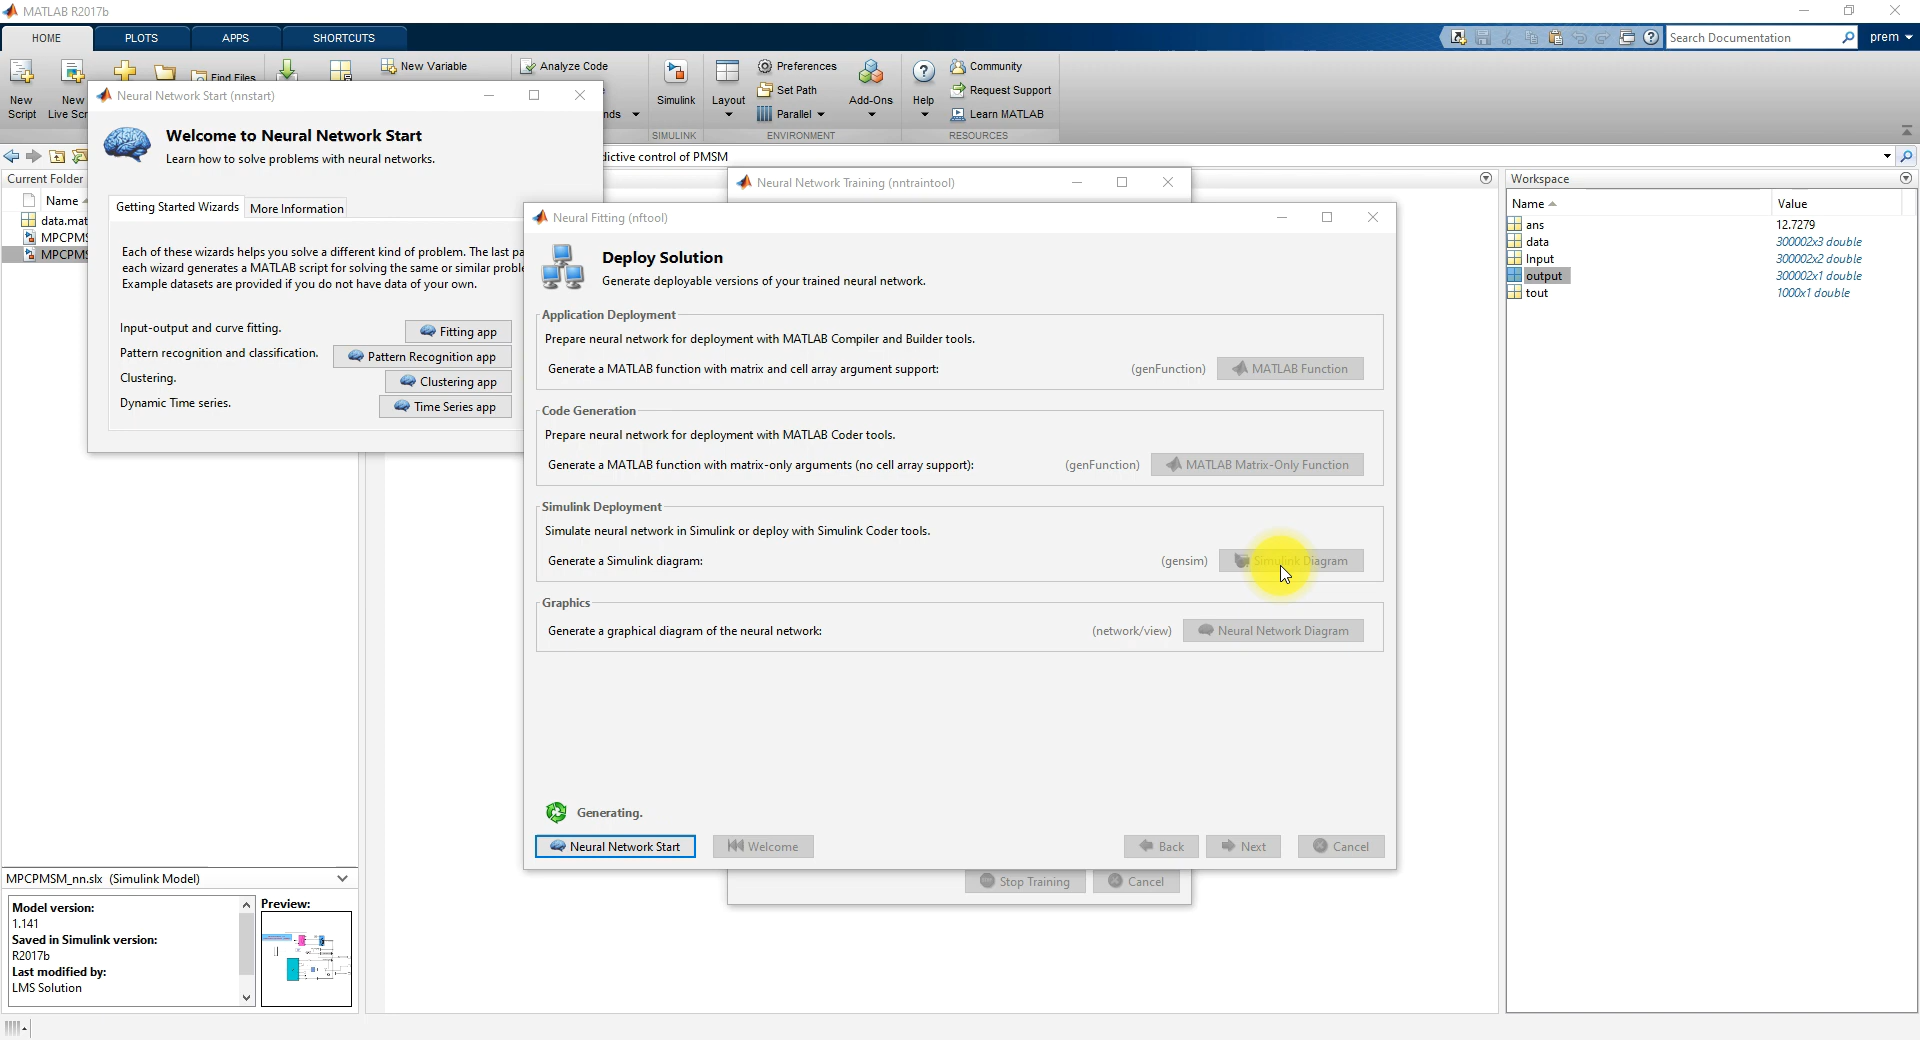 MATLAB R2017b
HOME
PLOTS
APPS
SHORTCUTS
Search Documentation
prem
New Script
New Live Scr
Find Files
New Variable
Analyze Code
nds
Simulink
SIMULINK
Layout
Preferences
Set Path
Parallel
ENVIRONMENT
Add-Ons
Help
Community
Request Support
Learn MATLAB
RESOURCES
dictive control of PMSM
Current Folder
Name
data.mat
MPCPMS
MPCPMS
Neural Network Start (nnstart)
Welcome to Neural Network Start
Learn how to solve problems with neural networks.
Getting Started Wizards
More Information
Each of these wizards helps you solve a different kind of problem. The last pa
each wizard generates a MATLAB script for solving the same or similar proble
Example datasets are provided if you do not have data of your own.
Input-output and curve fitting.
Fitting app
Pattern recognition and classification.
Pattern Recognition app
Clustering.
Clustering app
Dynamic Time series.
Time Series app
Neural Network Training (nntraintool)
Neural Fitting (nftool)
Deploy Solution
Generate deployable versions of your trained neural network.
Application Deployment
Prepare neural network for deployment with MATLAB Compiler and Builder tools.
Generate a MATLAB function with matrix and cell array argument support:
(genFunction)
MATLAB Function
Code Generation
Prepare neural network for deployment with MATLAB Coder tools.
Generate a MATLAB function with matrix-only arguments (no cell array support):
(genFunction)
MATLAB Matrix-Only Function
Simulink Deployment
Simulate neural network in Simulink or deploy with Simulink Coder tools.
Generate a Simulink diagram:
(gensim)
Simulink Diagram
Graphics
Generate a graphical diagram of the neural network:
(network/view)
Neural Network Diagram
Generating.
Neural Network Start
Welcome
Back
Next
Cancel
Stop Training
Cancel
Workspace
Name
Value
ans
12.7279
data
300002x3 double
Input
300002x2 double
output
300002x1 double
tout
1000x1 double
MPCPMSM_nn.slx (Simulink Model)
Model version:
1.141
Saved in Simulink version:
R2017b
Last modified by:
LMS Solution
Preview: